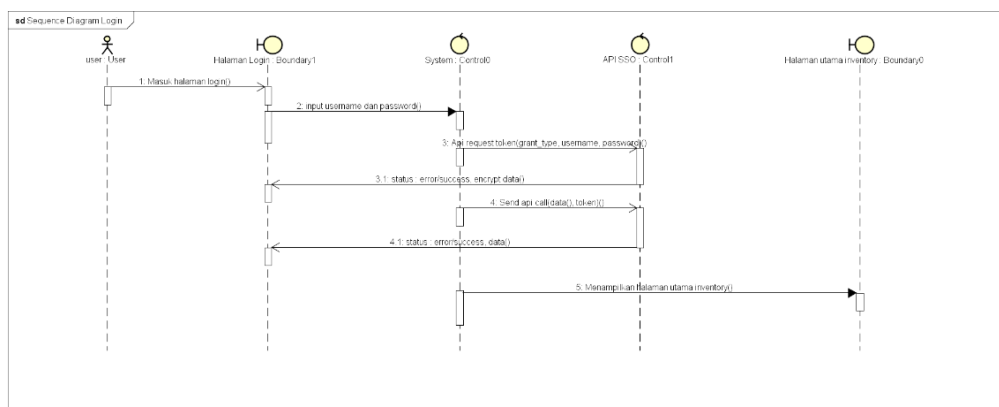 sd Sequence Diagram Login
user : User
Halaman Login : Boundary1
System : Control0
API SSO : Control1
Halaman utama inventory : Boundary0
1: Masuk halaman login()
2: input username dan password()
3: Api request token(grant_type, username, password)()
3.1: status : error/success, encrypt data()
4: Send api call(data(), token)()
4.1: status : error/success, data()
5: Menampilkan halaman utama inventory()